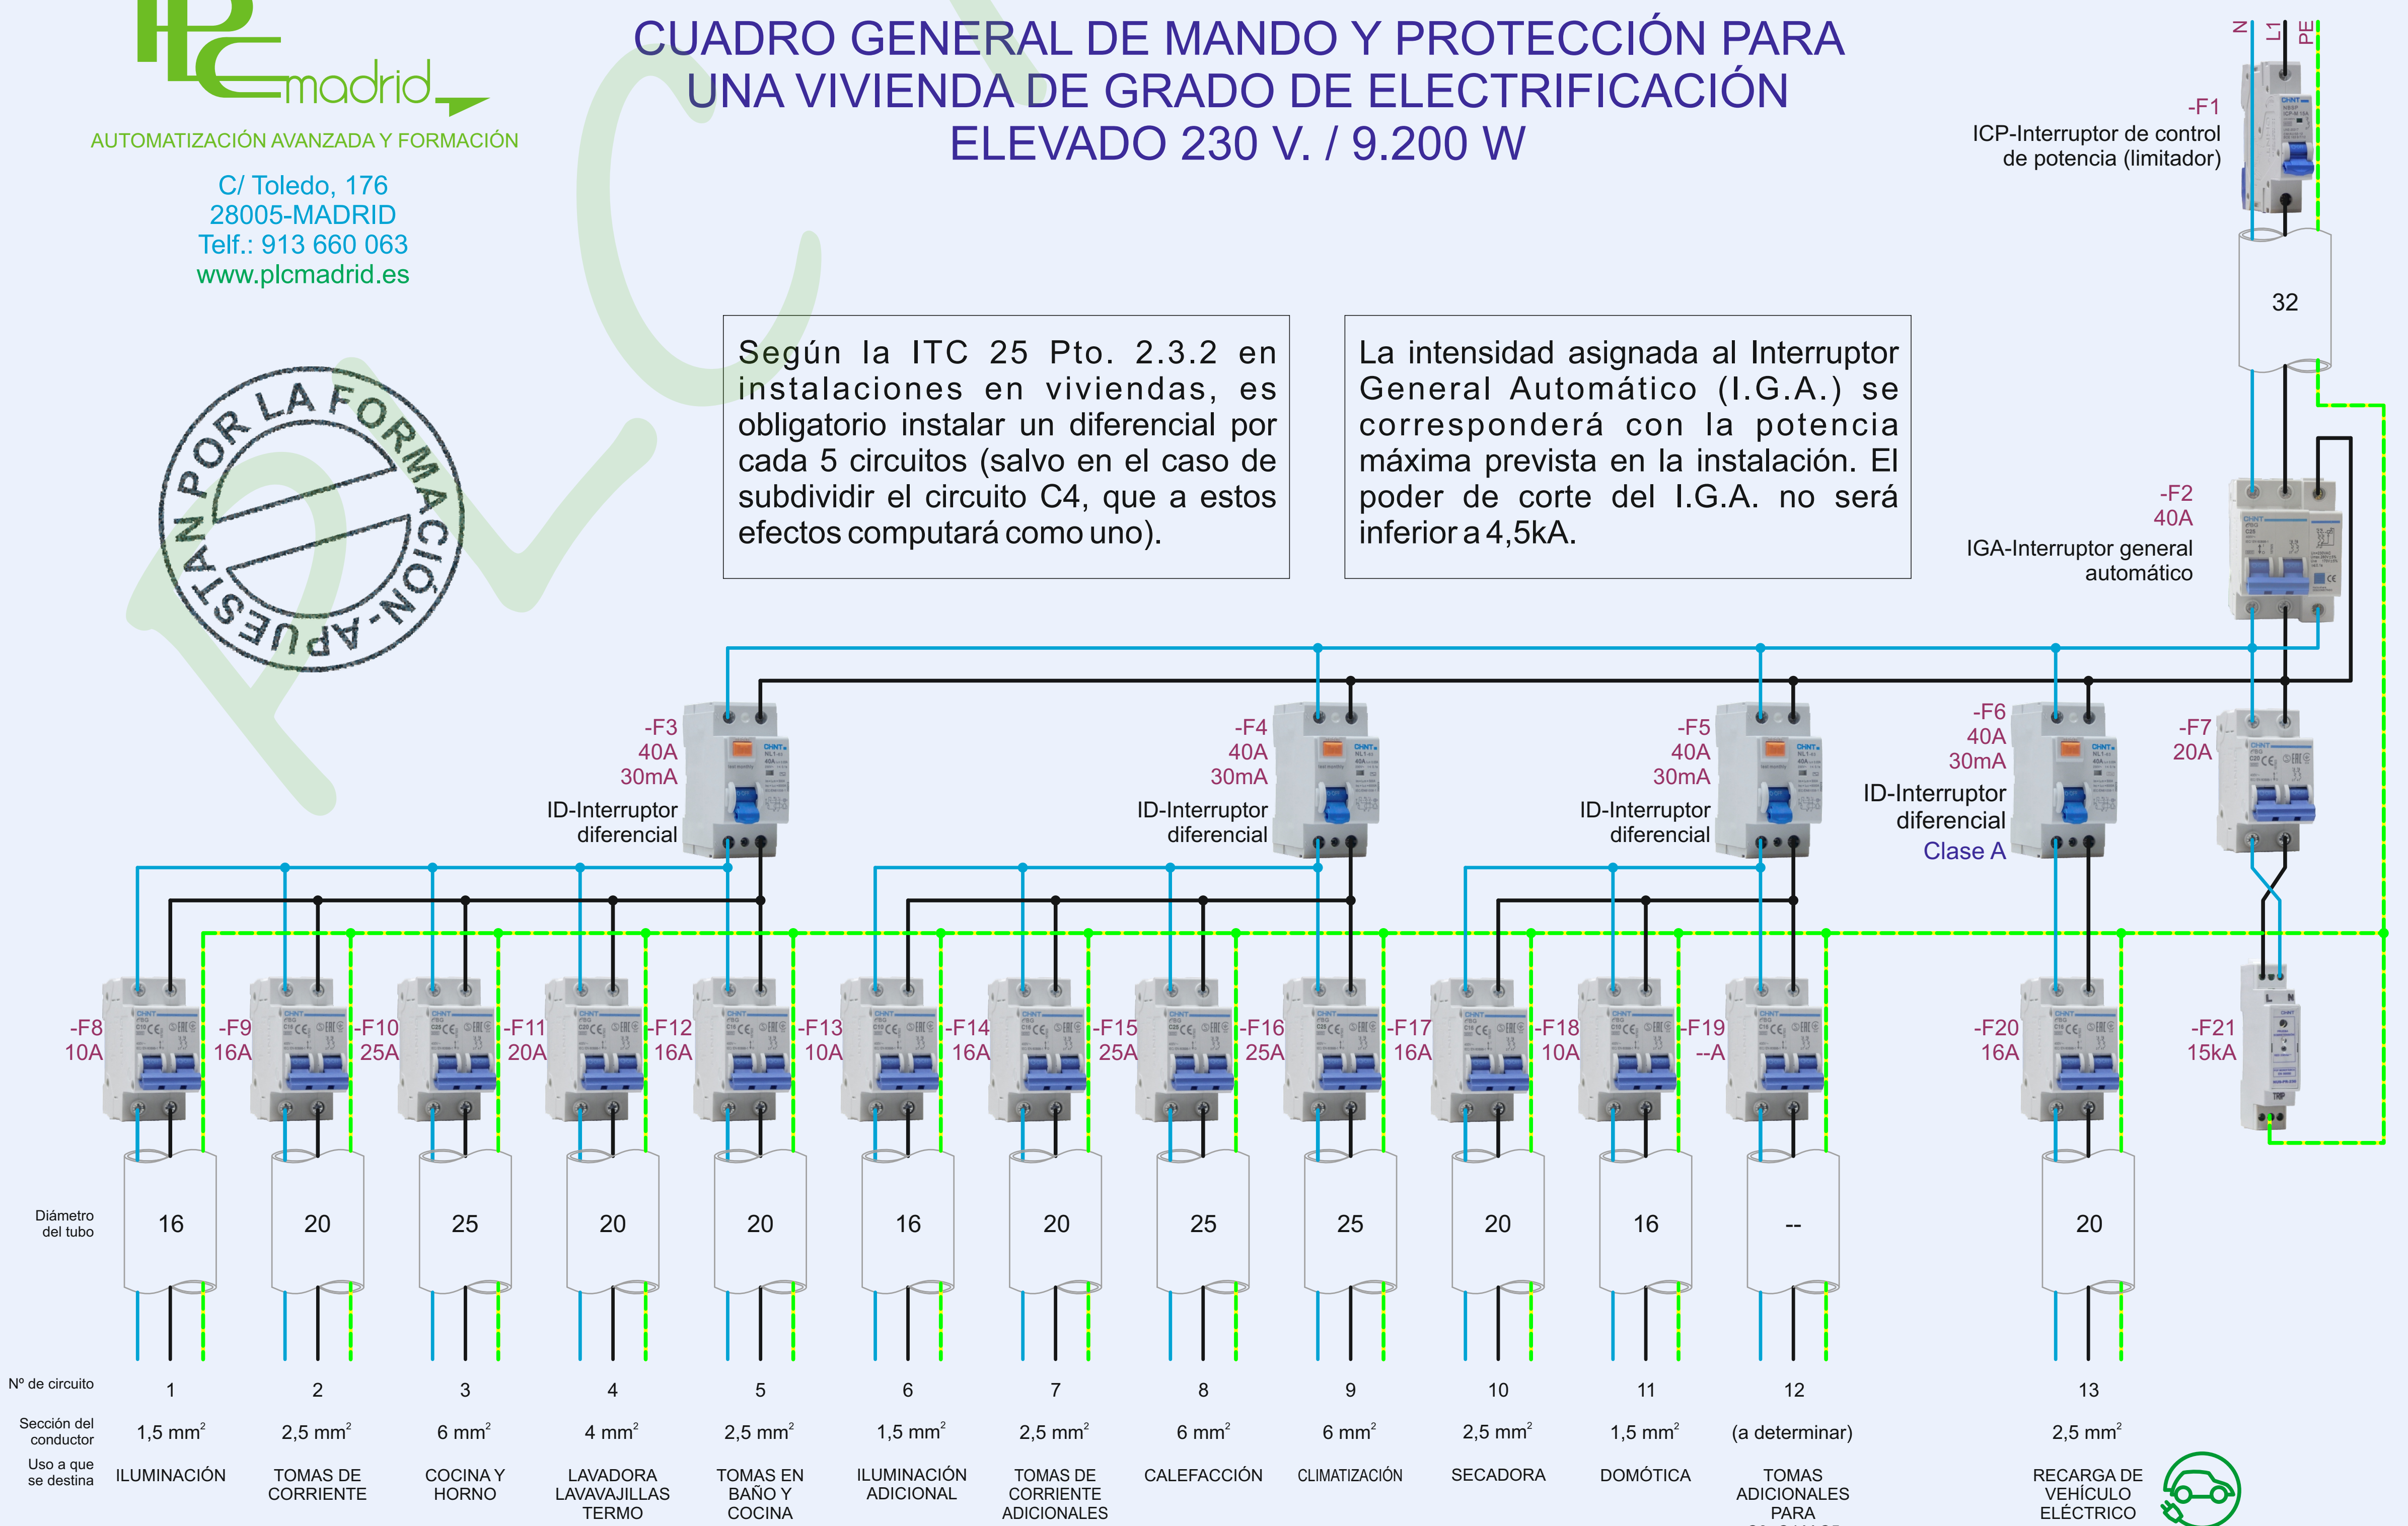 PLC
madrid
AUTOMATIZACIÓN AVANZADA Y FORMACIÓN
C/ Toledo, 176
28005-MADRID
Telf.: 913 660 063
www.plcmadrid.es
APUESTAN POR LA FORMACIÓN-
CUADRO GENERAL DE MANDO Y PROTECCIÓN PARA
UNA VIVIENDA DE GRADO DE ELECTRIFICACIÓN
ELEVADO 230 V. / 9.200 W
Según la ITC 25 Pto. 2.3.2 en
instalaciones en viviendas, es
obligatorio instalar un diferencial por
cada 5 circuitos (salvo en el caso de
subdividir el circuito C4, que a estos
efectos computará como uno).
La intensidad asignada al Interruptor
General Automático (I.G.A.) se
corresponderá con la potencia
máxima prevista en la instalación. El
poder de corte del I.G.A. no será
inferior a 4,5kA.
N L1 PE
-F1
ICP-Interruptor de control
de potencia (limitador)
32
-F2
40A
IGA-Interruptor general
automático
-F3
40A
30mA
ID-Interruptor
diferencial
-F4
40A
30mA
ID-Interruptor
diferencial
-F5
40A
30mA
ID-Interruptor
diferencial
-F6
40A
30mA
ID-Interruptor
diferencial
Clase A
-F7
20A
-F8
10A
-F9
16A
-F10
25A
-F11
20A
-F12
16A
-F13
10A
-F14
16A
-F15
25A
-F16
25A
-F17
16A
-F18
10A
-F19
--A
-F20
16A
-F21
15kA
L N
CHNT
TRIP
Diámetro
del tubo
16 20 25 20 20 16 20 25 25 20 16 -- 20
Nº de circuito
1 2 3 4 5 6 7 8 9 10 11 12 13
Sección del
conductor
1,5 mm² 2,5 mm² 6 mm² 4 mm² 2,5 mm² 1,5 mm² 2,5 mm² 6 mm² 6 mm² 2,5 mm² 1,5 mm² (a determinar) 2,5 mm²
Uso a que
se destina
ILUMINACIÓN
TOMAS DE
CORRIENTE
COCINA Y
HORNO
LAVADORA
LAVAVAJILLAS
TERMO
TOMAS EN
BAÑO Y
COCINA
ILUMINACIÓN
ADICIONAL
TOMAS DE
CORRIENTE
ADICIONALES
CALEFACCIÓN
CLIMATIZACIÓN
SECADORA
DOMÓTICA
TOMAS
ADICIONALES
PARA
RECARGA DE
VEHÍCULO
ELÉCTRICO